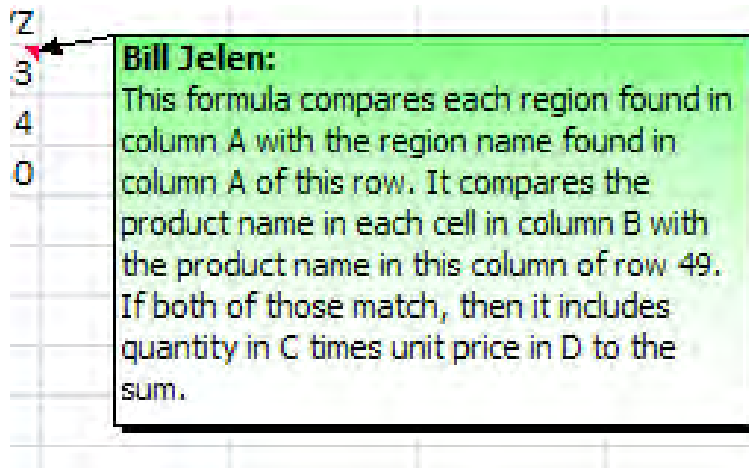 YZ
3
4
0
Bill Jelen:
This formula compares each region found in
column A with the region name found in
column A of this row. It compares the
product name in each cell in column B with
the product name in this column of row 49.
If both of those match, then it includes
quantity in C times unit price in D to the
sum.